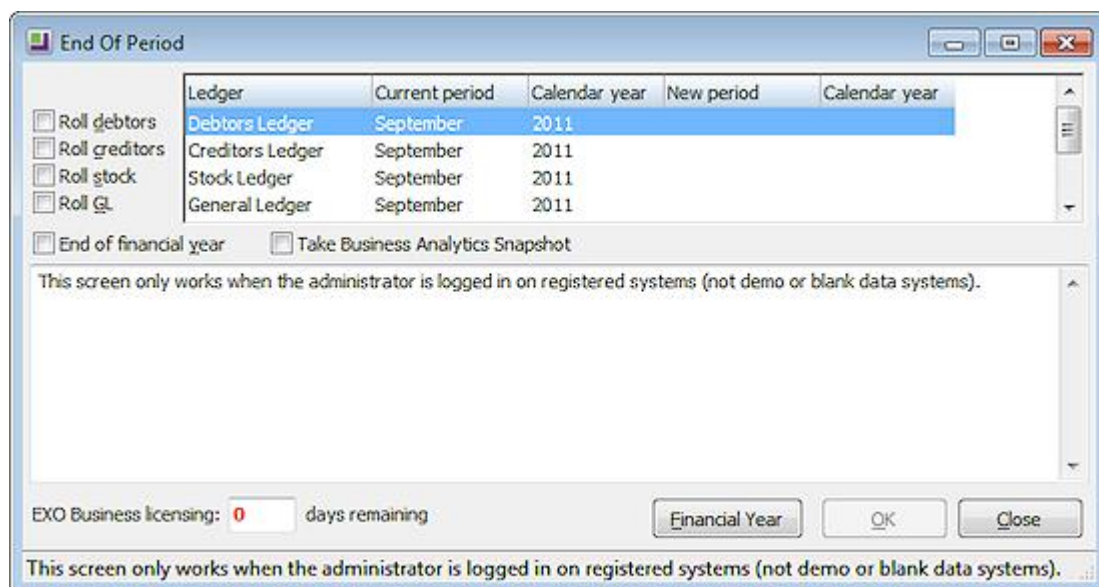 End Of Period
Ledger Current period Calendar year New period Calendar year
Roll debtors Debtors Ledger September 2011
Roll creditors Creditors Ledger September 2011
Roll stock Stock Ledger September 2011
Roll GL General Ledger September 2011
End of financial year Take Business Analytics Snapshot
This screen only works when the administrator is logged in on registered systems (not demo or blank data systems).
EXO Business licensing: 0 days remaining Financial Year OK Close
This screen only works when the administrator is logged in on registered systems (not demo or blank data systems).